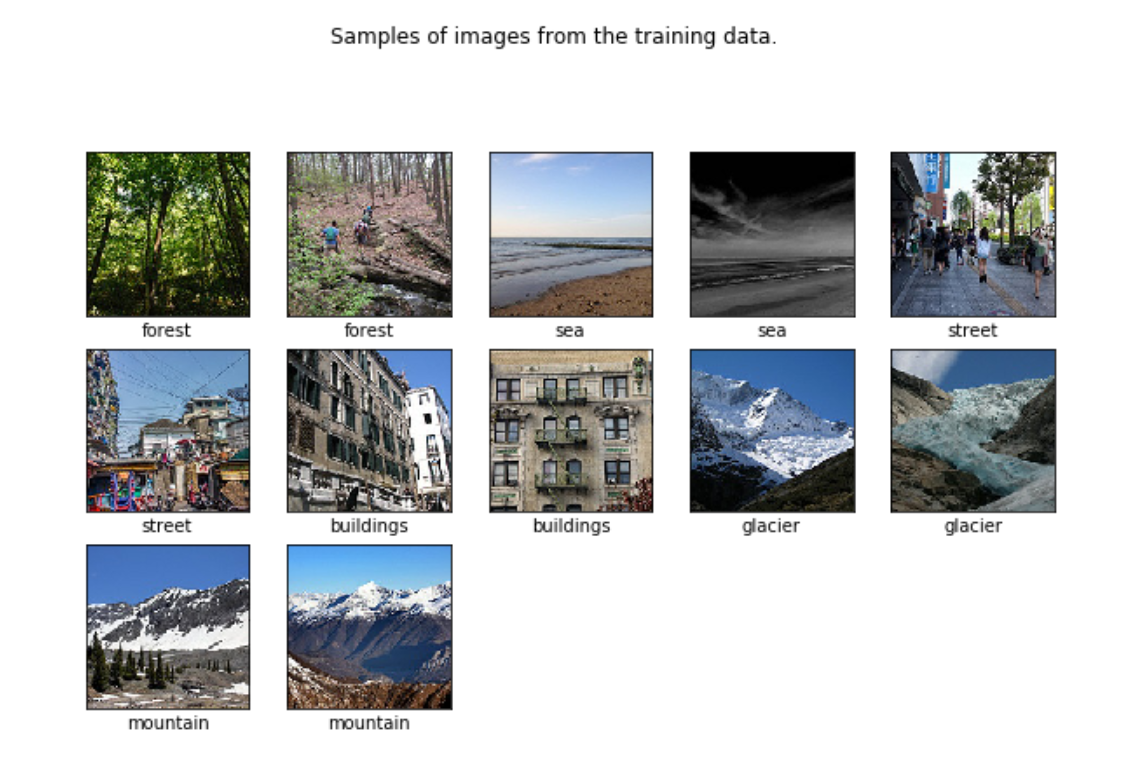 Samples of images from the training data.
forest
forest
sea
sea
street
street
buildings
buildings
glacier
glacier
mountain
mountain